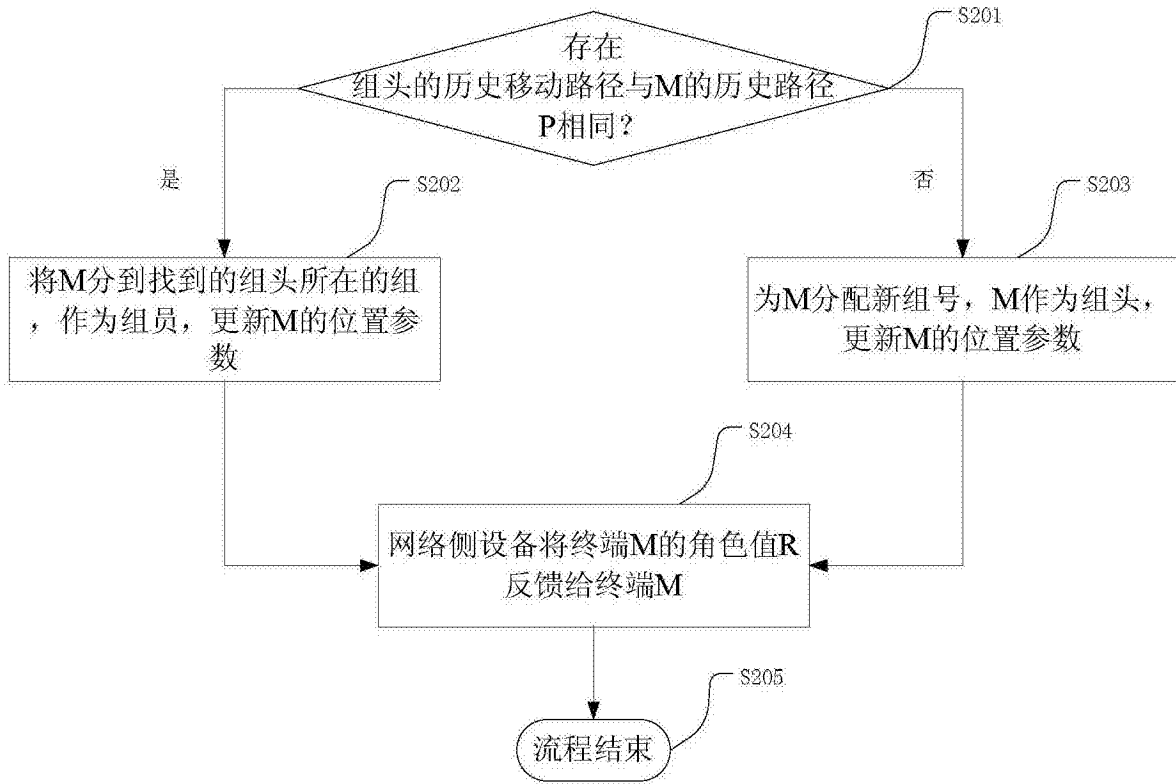 S201
存在
组头的历史移动路径与M的历史路径
P相同？
是
否
S202
S203
将M分到找到的组头所在的组
，作为组员，更新M的位置参
数
为M分配新组号，M作为组头，
更新M的位置参数
S204
网络侧设备将终端M的角色值R
反馈给终端M
S205
流程结束